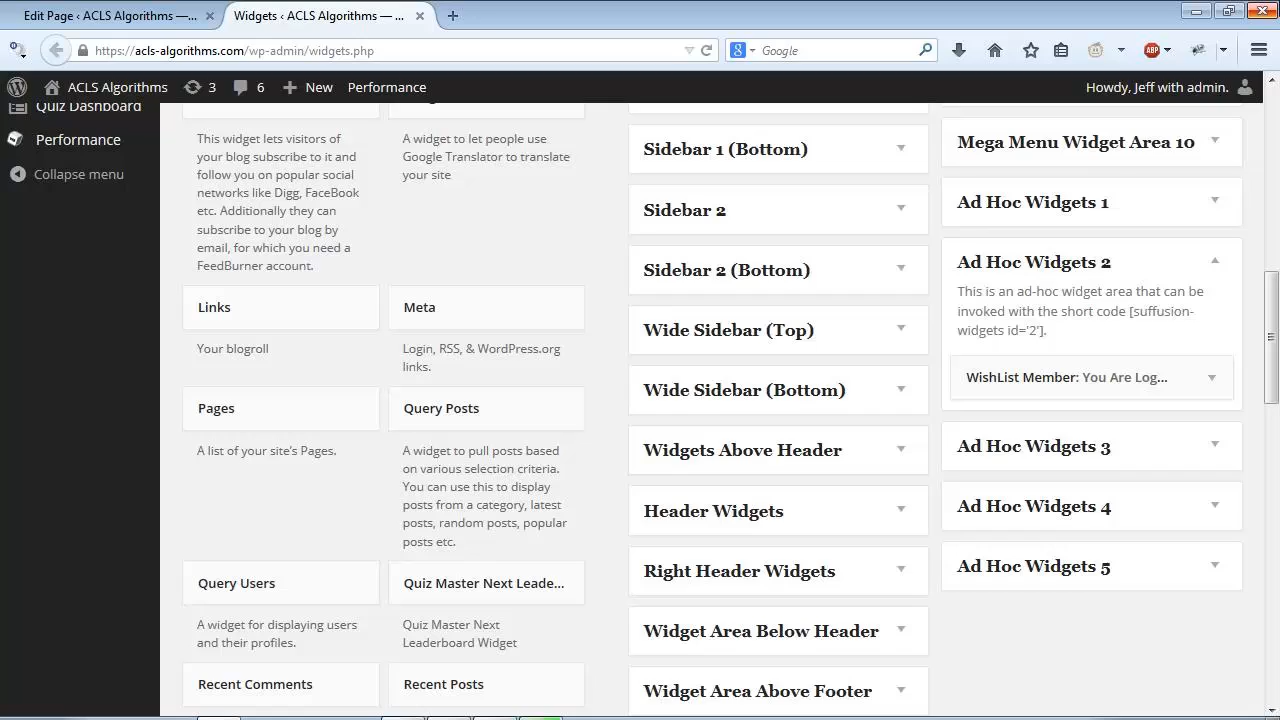 Edit Page ‹ ACLS Algorithms —...
Widgets ‹ ACLS Algorithms — ...
https://acls-algorithms.com/wp-admin/widgets.php
Google
ABP
ACLS Algorithms
3
6
New
Performance
Howdy, Jeff with admin.
Quiz Dashboard
Performance
Collapse menu
This widget lets visitors of
your blog subscribe to it and
follow you on popular social
networks like Digg, FaceBook
etc. Additionally they can
subscribe to your blog by
email, for which you need a
FeedBurner account.
A widget to let people use
Google Translator to translate
your site
Links
Your blogroll
Meta
Login, RSS, & WordPress.org
links.
Pages
A list of your site's Pages.
Query Posts
A widget to pull posts based
on various selection criteria.
You can use this to display
posts from a category, latest
posts, random posts, popular
posts etc.
Query Users
A widget for displaying users
and their profiles.
Quiz Master Next Leade...
Quiz Master Next
Leaderboard Widget
Recent Comments
Recent Posts
Sidebar 1 (Bottom)
Sidebar 2
Sidebar 2 (Bottom)
Wide Sidebar (Top)
Wide Sidebar (Bottom)
Widgets Above Header
Header Widgets
Right Header Widgets
Widget Area Below Header
Widget Area Above Footer
Mega Menu Widget Area 10
Ad Hoc Widgets 1
Ad Hoc Widgets 2
This is an ad-hoc widget area that can be
invoked with the short code [suffusion-
widgets id='2'].
WishList Member: You Are Log...
Ad Hoc Widgets 3
Ad Hoc Widgets 4
Ad Hoc Widgets 5